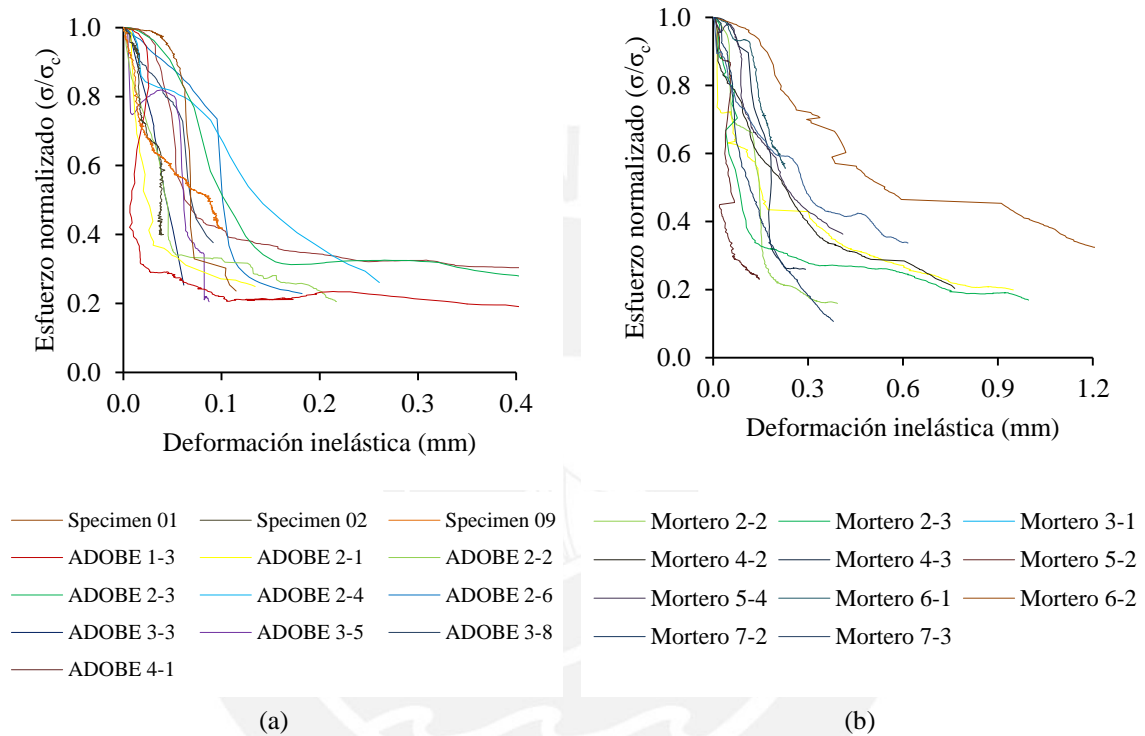 Esfuerzo normalizado (σ/σc)
1.0
0.8
0.6
0.4
0.2
0.0
0.0 0.1 0.2 0.3 0.4
Deformación inelástica (mm)
Specimen 01 Specimen 02 Specimen 09
ADOBE 1-3 ADOBE 2-1 ADOBE 2-2
ADOBE 2-3 ADOBE 2-4 ADOBE 2-6
ADOBE 3-3 ADOBE 3-5 ADOBE 3-8
ADOBE 4-1
(a)
Esfuerzo normalizado (σ/σc)
1.0
0.8
0.6
0.4
0.2
0.0
0.0 0.3 0.6 0.9 1.2
Deformación inelástica (mm)
Mortero 2-2 Mortero 2-3 Mortero 3-1
Mortero 4-2 Mortero 4-3 Mortero 5-2
Mortero 5-4 Mortero 6-1 Mortero 6-2
Mortero 7-2 Mortero 7-3
(b)